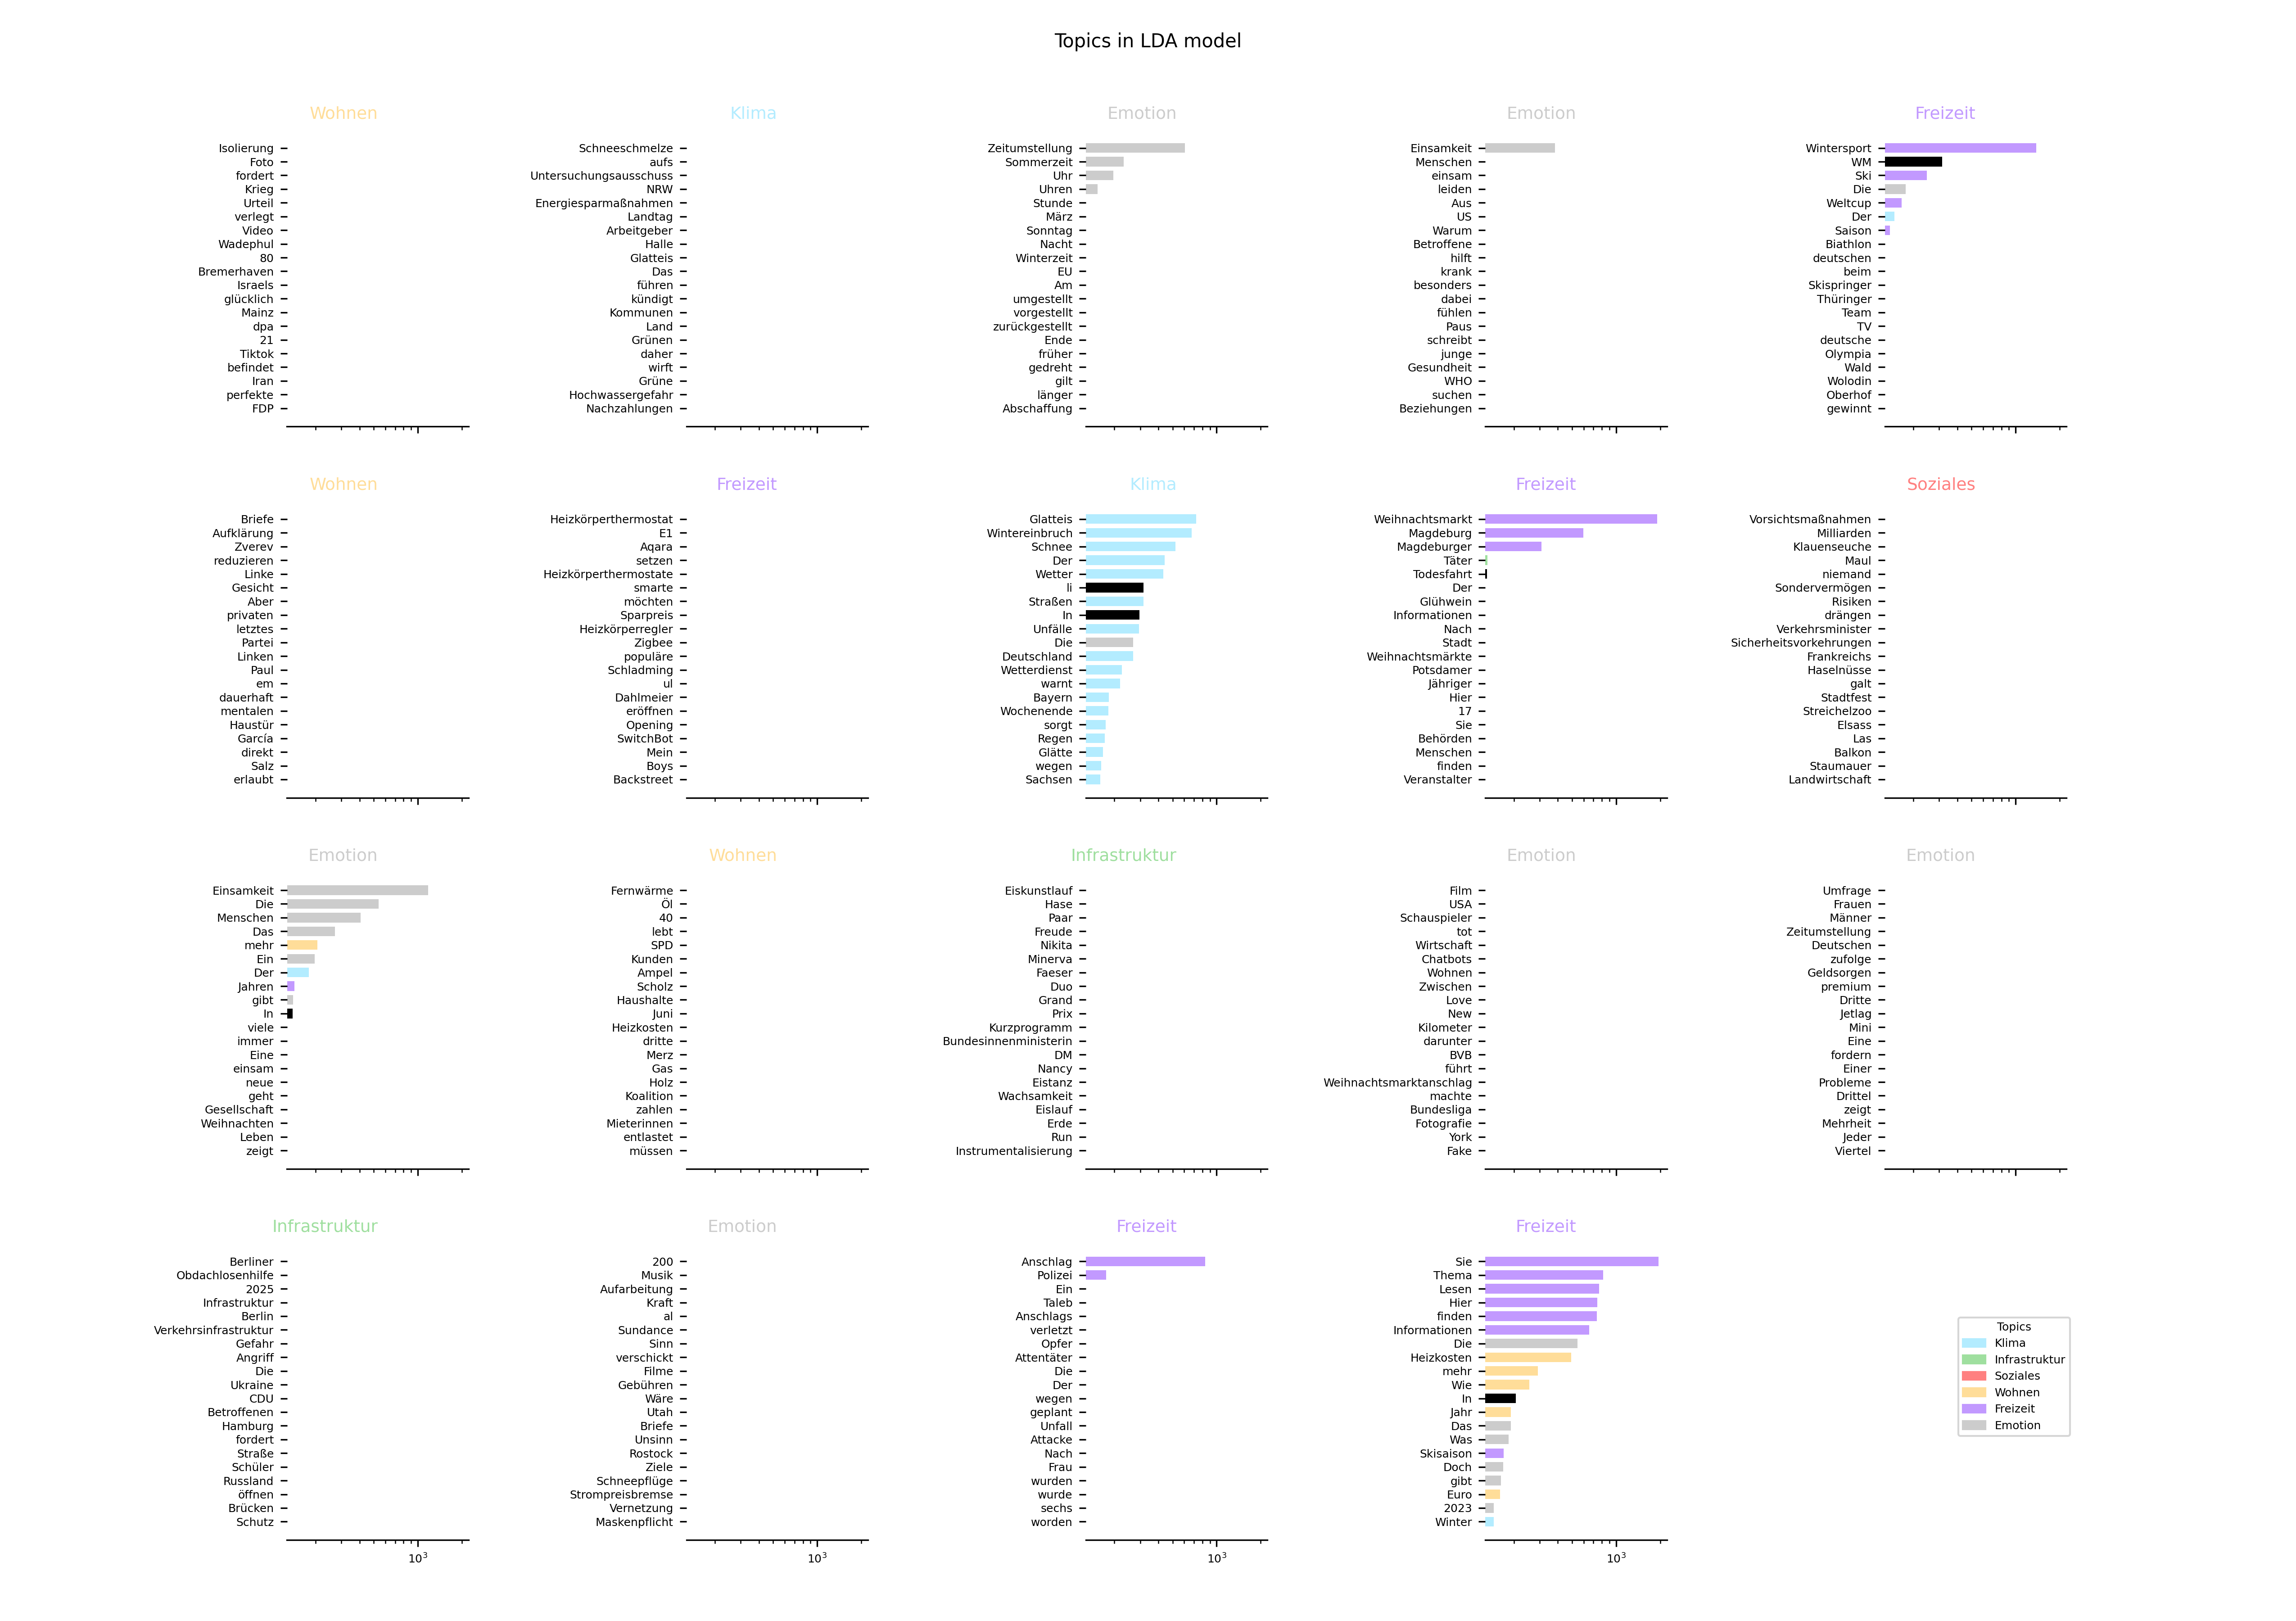 Topics in LDA model
Wohnen
Isolierung
Foto
fordert
Krieg
Urteil
verlegt
Video
Wadephul
80
Bremerhaven
Israels
glücklich
Mainz
dpa
21
Tiktok
befindet
Iran
perfekte
FDP
Klima
Schneeschmelze
aufs
Untersuchungsausschuss
NRW
Energiesparmaßnahmen
Landtag
Arbeitgeber
Halle
Glatteis
Das
führen
kündigt
Kommunen
Land
Grünen
daher
wirft
Grüne
Hochwassergefahr
Nachzahlungen
Emotion
Zeitumstellung
Sommerzeit
Uhr
Uhren
Stunde
März
Sonntag
Nacht
Winterzeit
EU
Am
umgestellt
vorgestellt
zurückgestellt
Ende
früher
gedreht
gilt
länger
Abschaffung
Emotion
Einsamkeit
Menschen
einsam
leiden
Aus
US
Warum
Betroffene
hilft
krank
besonders
dabei
fühlen
Paus
schreibt
junge
Gesundheit
WHO
suchen
Beziehungen
Freizeit
Wintersport
WM
Ski
Die
Weltcup
Der
Saison
Biathlon
deutschen
beim
Skispringer
Thüringer
Team
TV
deutsche
Olympia
Wald
Wolodin
Oberhof
gewinnt
Wohnen
Briefe
Aufklärung
Zverev
reduzieren
Linke
Gesicht
Aber
privaten
letztes
Partei
Linken
Paul
em
dauerhaft
mentalen
Haustür
García
direkt
Salz
erlaubt
Freizeit
Heizkörperthermostat
E1
Aqara
setzen
Heizkörperthermostate
smarte
möchten
Sparpreis
Heizkörperregler
Zigbee
populäre
Schladming
ul
Dahlmeier
eröffnen
Opening
SwitchBot
Mein
Boys
Backstreet
Klima
Glatteis
Wintereinbruch
Schnee
Der
Wetter
li
Straßen
In
Unfälle
Die
Deutschland
Wetterdienst
warnt
Bayern
Wochenende
sorgt
Regen
Glätte
wegen
Sachsen
Freizeit
Weihnachtsmarkt
Magdeburg
Magdeburger
Täter
Todesfahrt
Der
Glühwein
Informationen
Nach
Stadt
Weihnachtsmärkte
Potsdamer
Jähriger
Hier
17
Sie
Behörden
Menschen
finden
Veranstalter
Soziales
Vorsichtsmaßnahmen
Milliarden
Klauenseuche
Maul
niemand
Sondervermögen
Risiken
drängen
Verkehrsminister
Sicherheitsvorkehrungen
Frankreichs
Haselnüsse
galt
Stadtfest
Streichelzoo
Elsass
Las
Balkon
Staumauer
Landwirtschaft
Emotion
Einsamkeit
Die
Menschen
Das
mehr
Ein
Der
Jahren
gibt
In
viele
immer
Eine
einsam
neue
geht
Gesellschaft
Weihnachten
Leben
zeigt
Wohnen
Fernwärme
Öl
40
lebt
SPD
Kunden
Ampel
Scholz
Haushalte
Juni
Heizkosten
dritte
Merz
Gas
Holz
Koalition
zahlen
Mieterinnen
entlastet
müssen
Infrastruktur
Eiskunstlauf
Hase
Paar
Freude
Nikita
Minerva
Faeser
Duo
Grand
Prix
Kurzprogramm
Bundesinnenministerin
DM
Nancy
Eistanz
Wachsamkeit
Eislauf
Erde
Run
Instrumentalisierung
Emotion
Film
USA
Schauspieler
tot
Wirtschaft
Chatbots
Wohnen
Zwischen
Love
New
Kilometer
darunter
BVB
führt
Weihnachtsmarktanschlag
machte
Bundesliga
Fotografie
York
Fake
Emotion
Umfrage
Frauen
Männer
Zeitumstellung
Deutschen
zufolge
Geldsorgen
premium
Dritte
Jetlag
Mini
Eine
fordern
Einer
Probleme
Drittel
zeigt
Mehrheit
Jeder
Viertel
Infrastruktur
Berliner
Obdachlosenhilfe
2025
Infrastruktur
Berlin
Verkehrsinfrastruktur
Gefahr
Angriff
Die
Ukraine
CDU
Betroffenen
Hamburg
fordert
Straße
Schüler
Russland
öffnen
Brücken
Schutz
10³
Emotion
200
Musik
Aufarbeitung
Kraft
al
Sundance
Sinn
verschickt
Filme
Gebühren
Wäre
Utah
Briefe
Unsinn
Rostock
Ziele
Schneepflüge
Strompreisbremse
Vernetzung
Maskenpflicht
10³
Freizeit
Anschlag
Polizei
Ein
Taleb
Anschlags
verletzt
Opfer
Attentäter
Die
Der
wegen
geplant
Unfall
Attacke
Nach
Frau
wurden
wurde
sechs
worden
10³
Freizeit
Sie
Thema
Lesen
Hier
finden
Informationen
Die
Heizkosten
mehr
Wie
In
Jahr
Das
Was
Skisaison
Doch
gibt
Euro
2023
Winter
10³
Topics
Klima
Infrastruktur
Soziales
Wohnen
Freizeit
Emotion